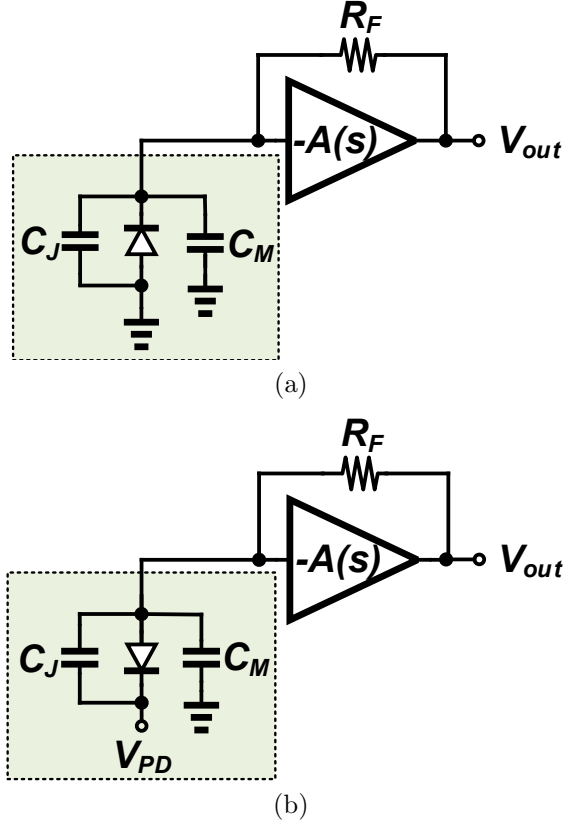 R_F
-A(s)
V_out
C_J
C_M
(a)
R_F
-A(s)
V_out
C_J
C_M
V_PD
(b)